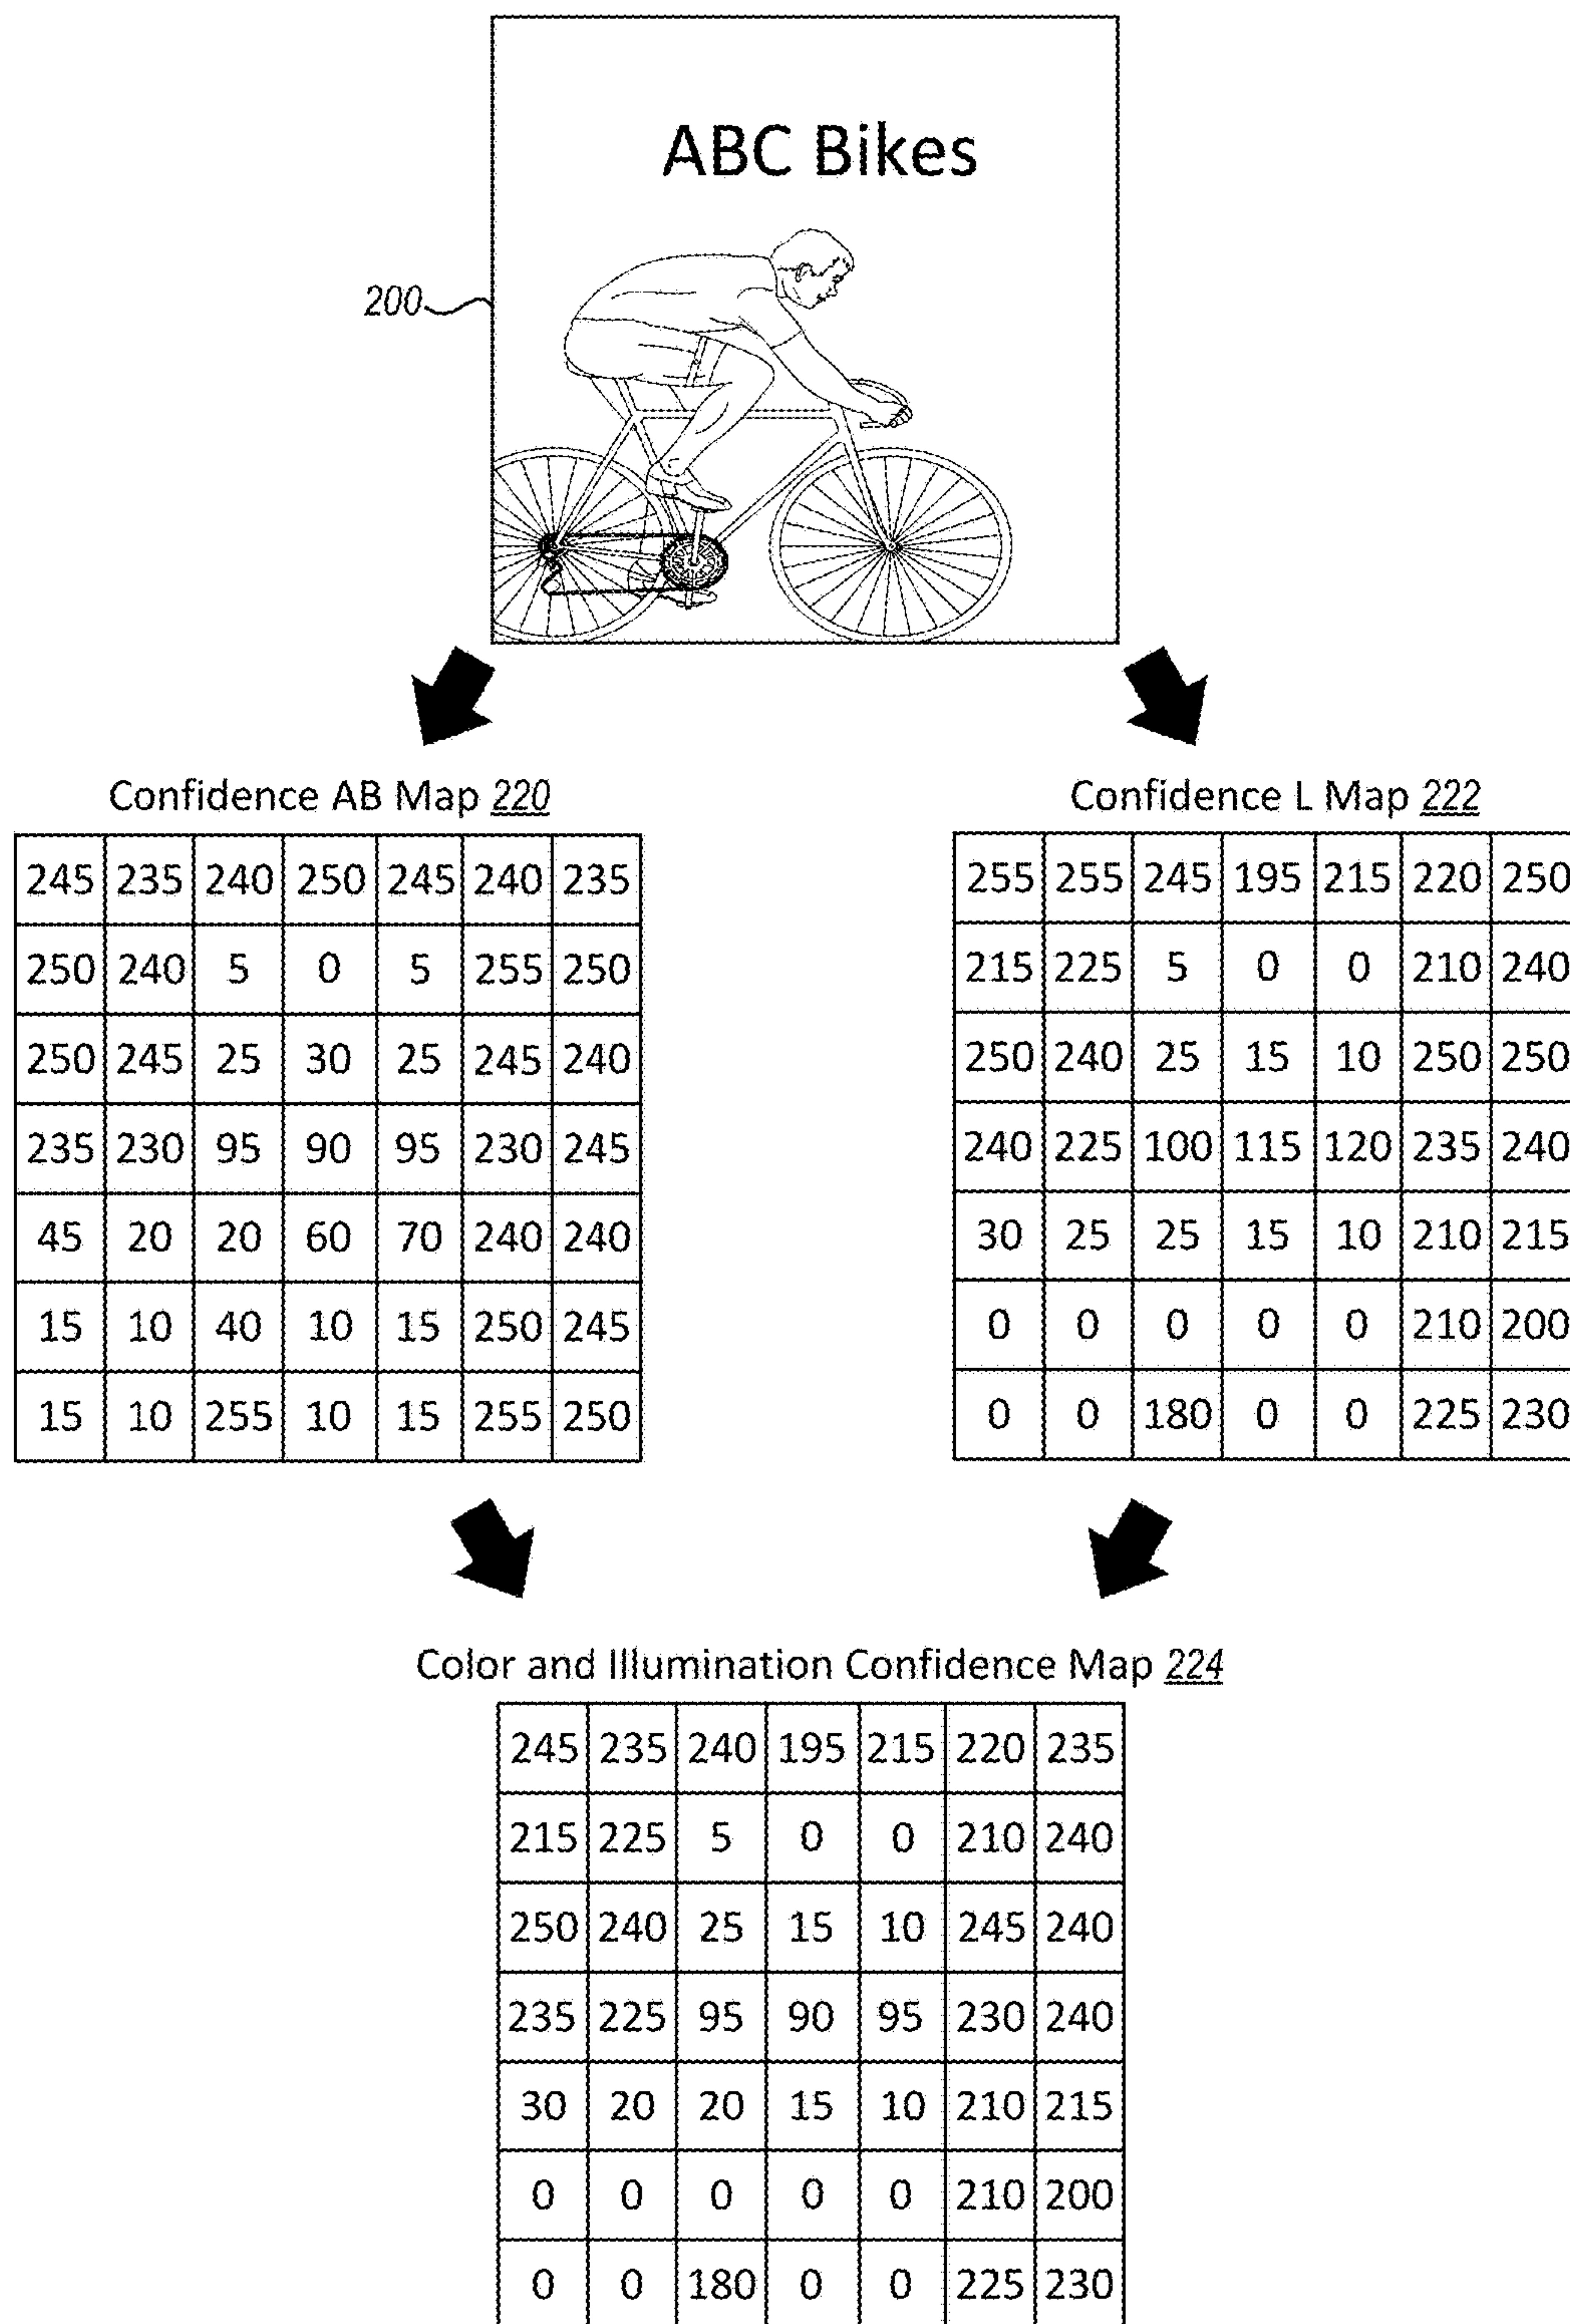 ABC Bikes
200
Confidence AB Map 220
245 235 240 250 245 240 235
250 240 5 0 5 255 250
250 245 25 30 25 245 240
235 230 95 90 95 230 245
45 20 20 60 70 240 240
15 10 40 10 15 250 245
15 10 255 10 15 255 250
Confidence L Map 222
255 255 245 195 215 220 250
215 225 5 0 0 210 240
250 240 25 15 10 250 250
240 225 100 115 120 235 240
30 25 25 15 10 210 215
0 0 0 0 0 210 200
0 0 180 0 0 225 230
Color and Illumination Confidence Map 224
245 235 240 195 215 220 235
215 225 5 0 0 210 240
250 240 25 15 10 245 240
235 225 95 90 95 230 240
30 20 20 15 10 210 215
0 0 0 0 0 210 200
0 0 180 0 0 225 230